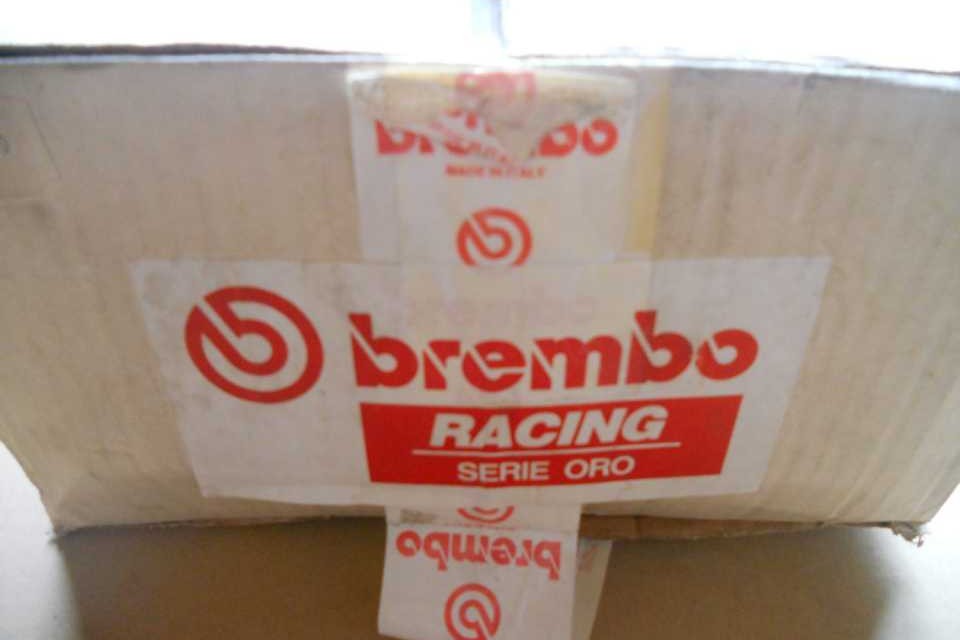 brembo
MADE IN ITALY
brembo
RACING
SERIE ORO
brembo